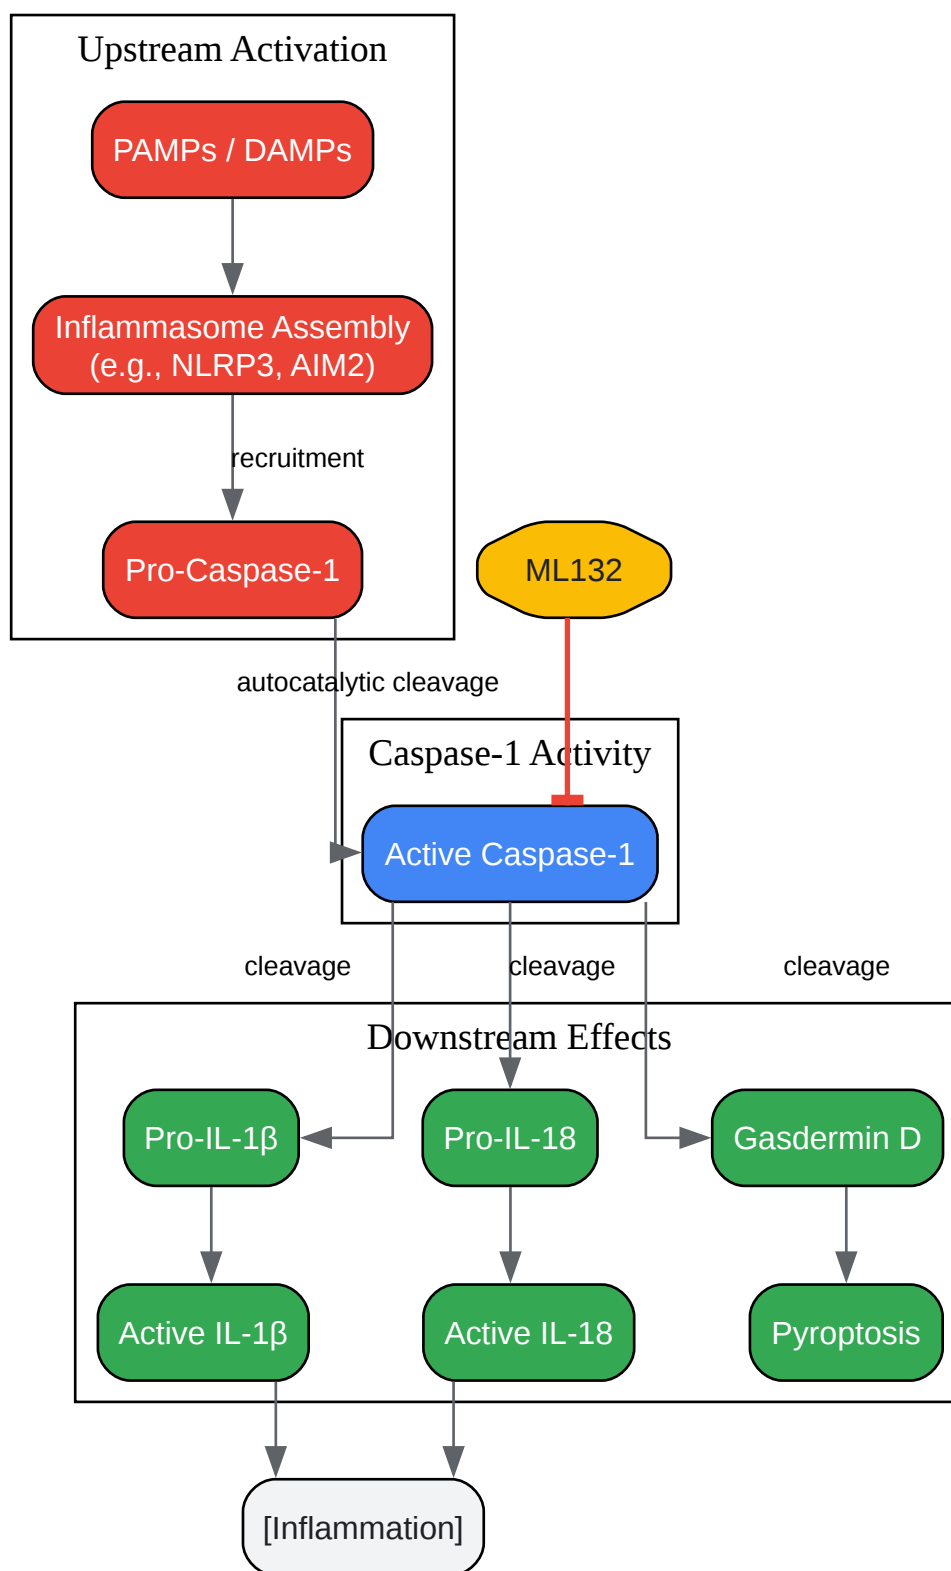 Upstream Activation
PAMPs / DAMPs
Inflammasome Assembly
(e.g., NLRP3, AIM2)
recruitment
Pro-Caspase-1
ML132
autocatalytic cleavage
Caspase-1 Activity
Active Caspase-1
cleavage
cleavage
cleavage
Downstream Effects
Pro-IL-1β
Pro-IL-18
Gasdermin D
Active IL-1β
Active IL-18
Pyroptosis
[Inflammation]